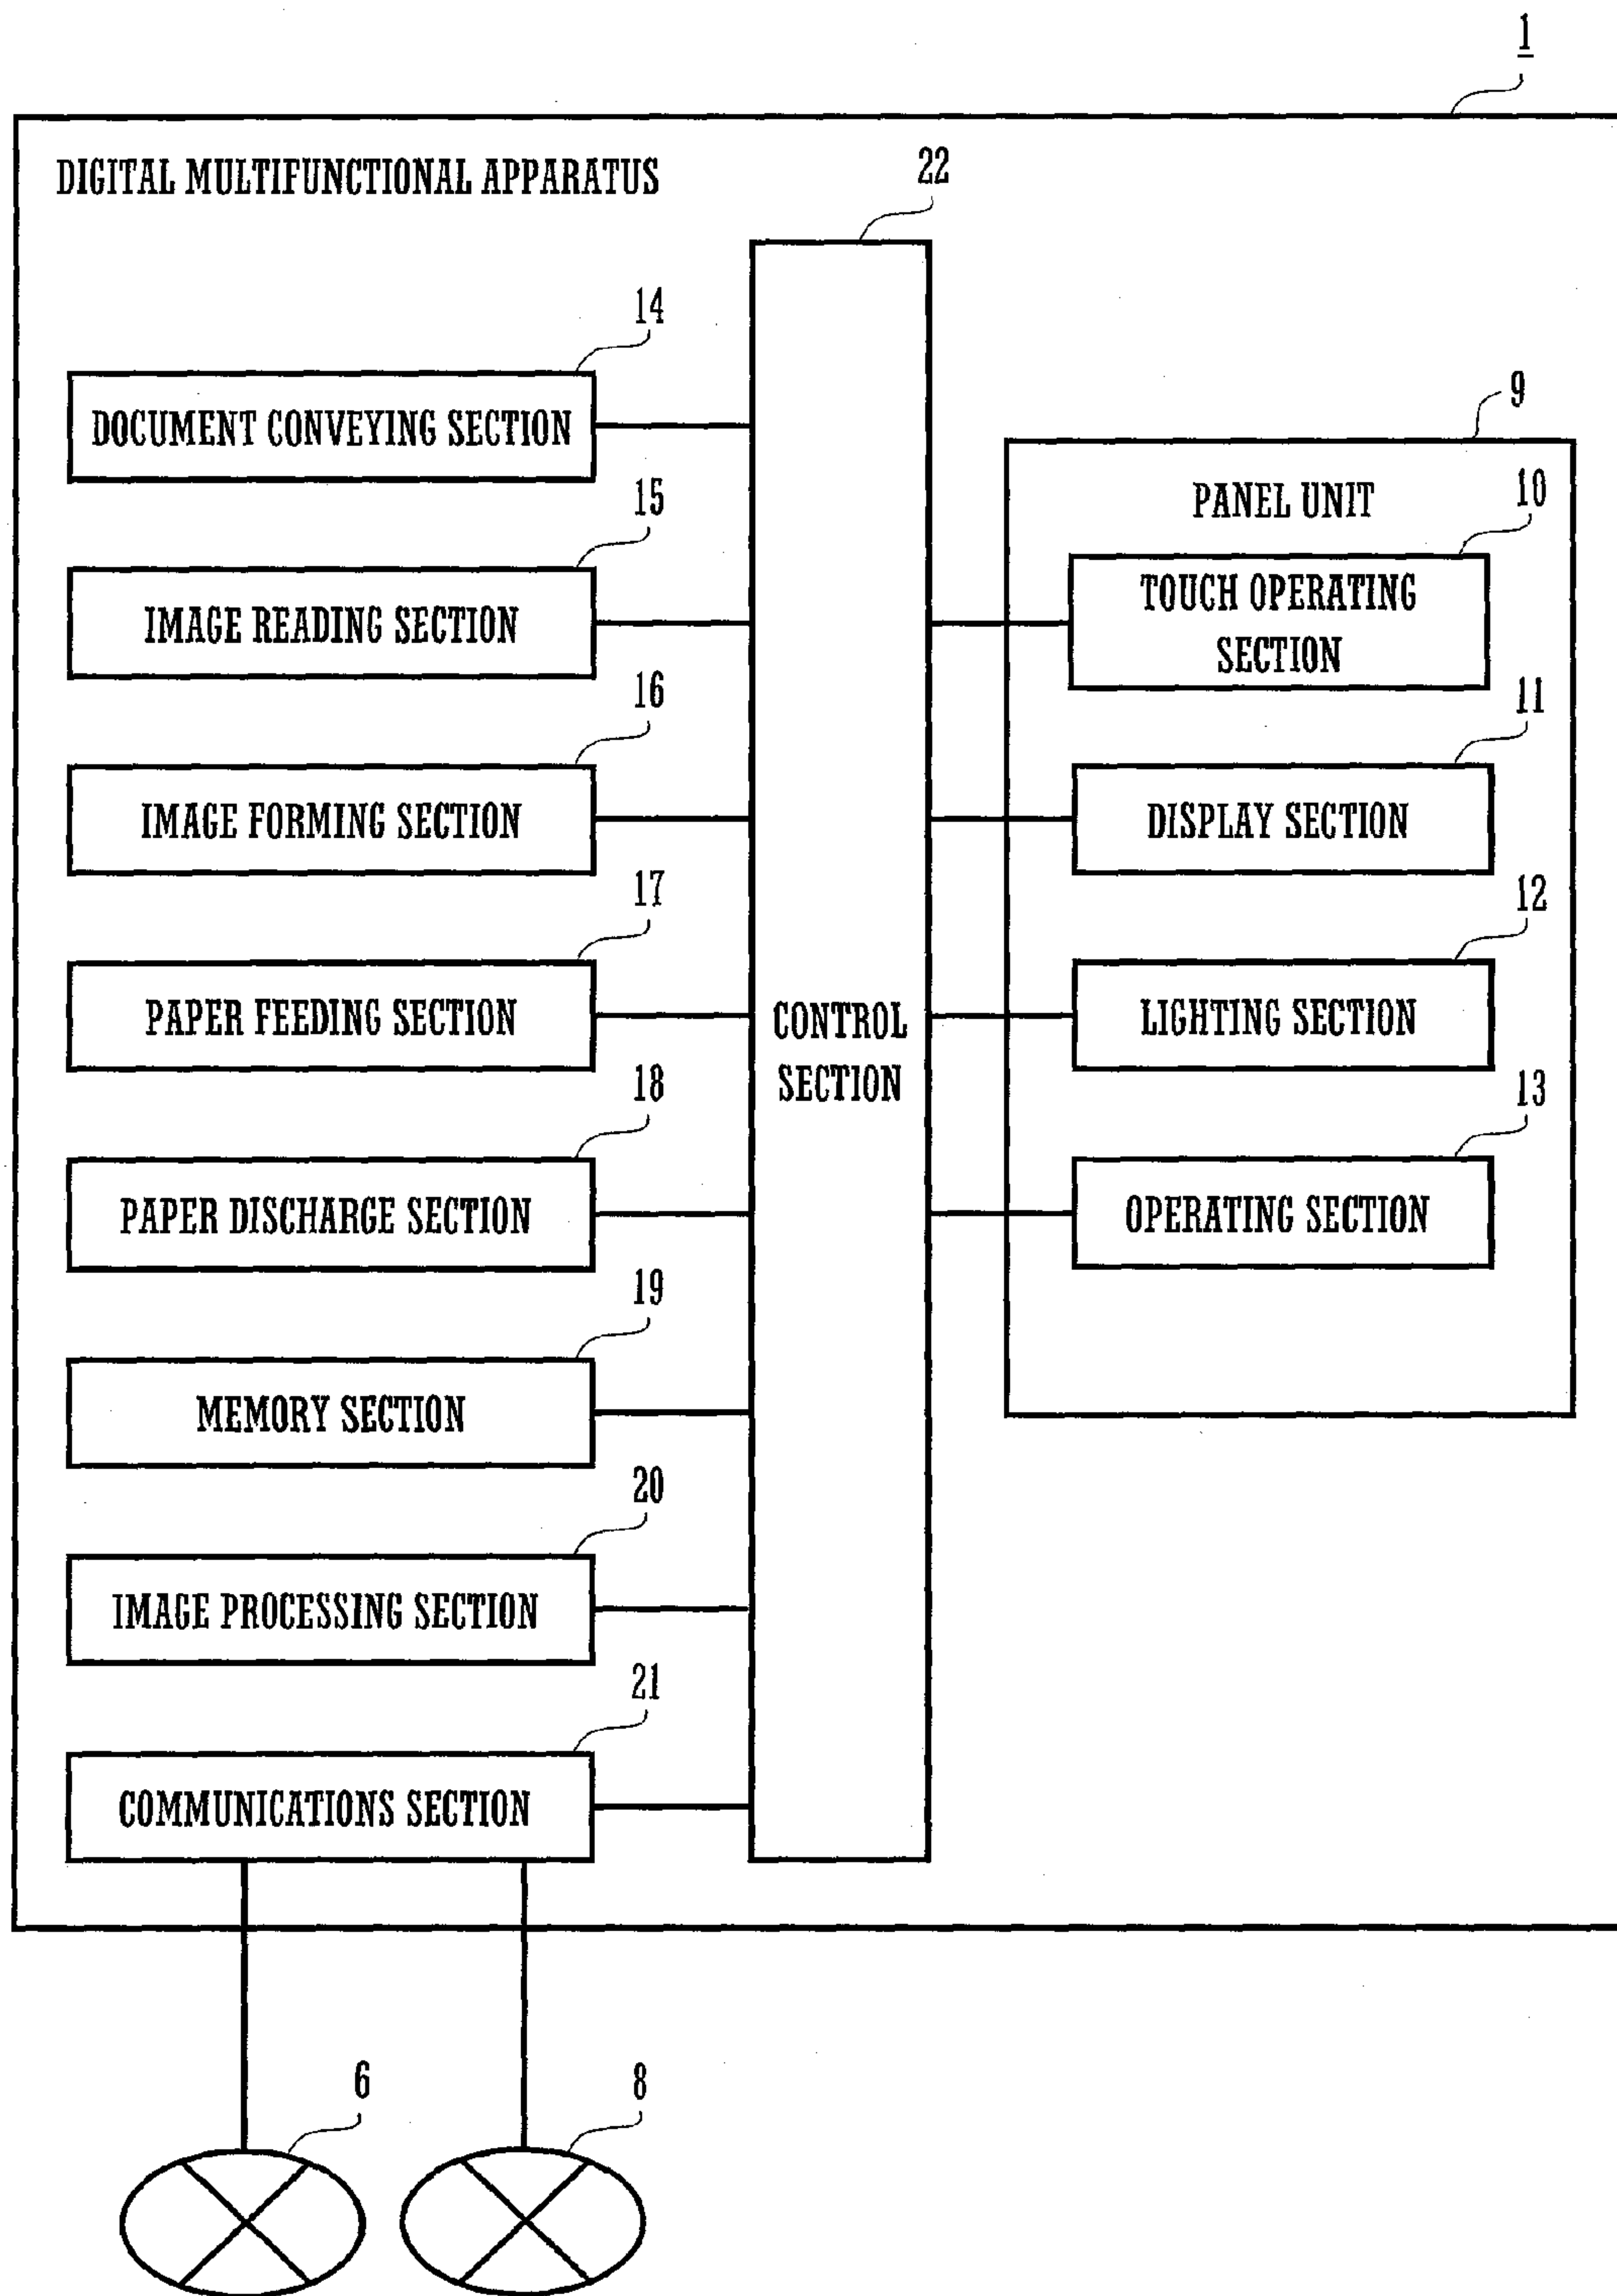 1
DIGITAL MULTIFUNCTIONAL APPARATUS
22
14
DOCUMENT CONVEYING SECTION
15
IMAGE READING SECTION
16
IMAGE FORMING SECTION
17
PAPER FEEDING SECTION
18
PAPER DISCHARGE SECTION
19
MEMORY SECTION
20
IMAGE PROCESSING SECTION
21
COMMUNICATIONS SECTION
CONTROL
SECTION
9
PANEL UNIT
10
TOUCH OPERATING
SECTION
11
DISPLAY SECTION
12
LIGHTING SECTION
13
OPERATING SECTION
6
8